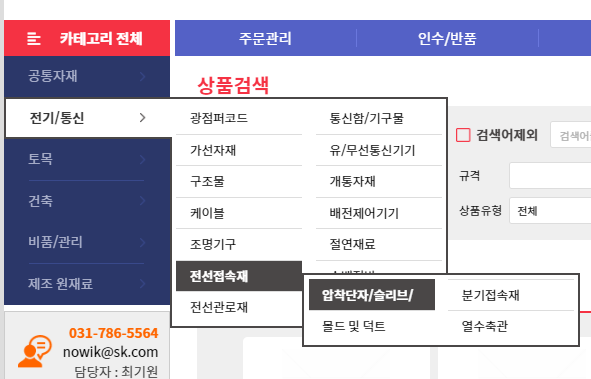 카테고리 전체
주문관리
인수/반품
공통자재
상품검색
전기/통신
광점퍼코드
통신함/기구물
검색어제외
검색어
토목
가선자재
유/무선통신기기
규격
구조물
개통자재
건축
케이블
배전제어기기
상품유형
전체
비품/관리
조명기구
절연재료
전선접속재
제조 원재료
압착단자/슬리브/
분기접속재
전선관로재
몰드 및 덕트
열수축관
031-786-5564
nowik@sk.com
담당자 : 최기원